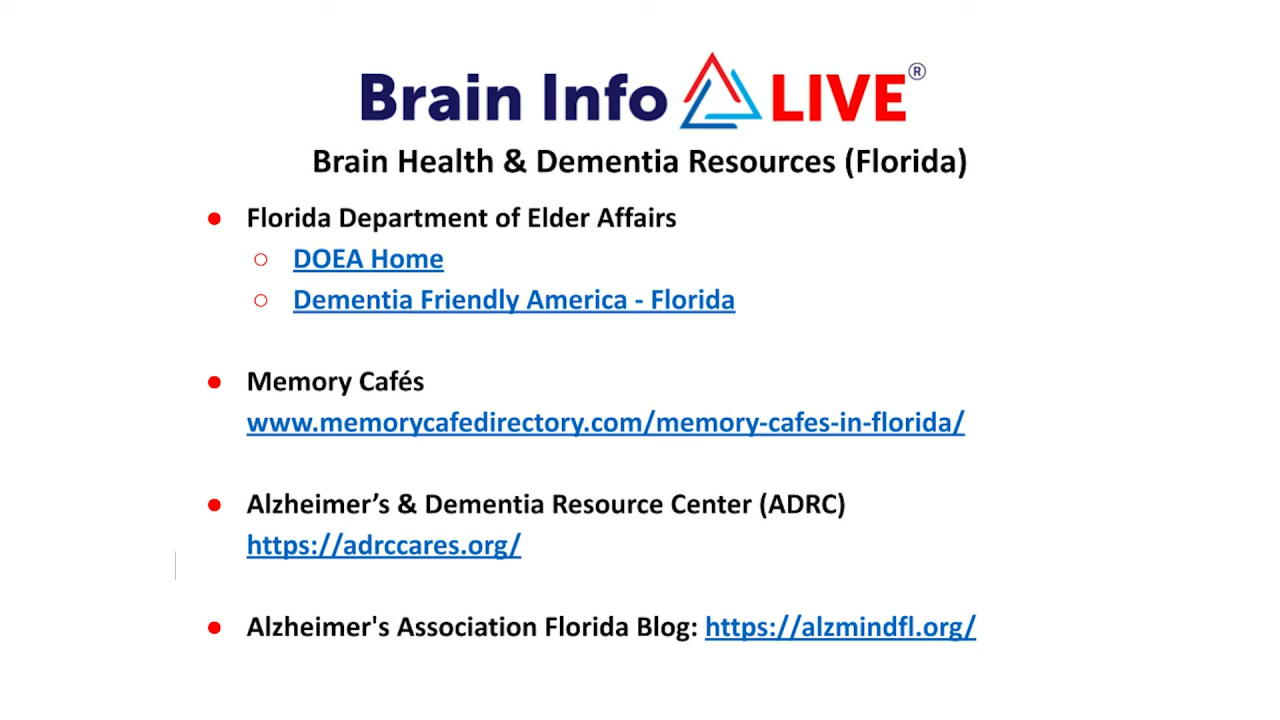 Brain Info LIVE®
Brain Health & Dementia Resources (Florida)
● Florida Department of Elder Affairs
○ DOEA Home
○ Dementia Friendly America - Florida
● Memory Cafés
www.memorycafedirectory.com/memory-cafes-in-florida/
● Alzheimer’s & Dementia Resource Center (ADRC)
https://adrccares.org/
● Alzheimer's Association Florida Blog: https://alzmindfl.org/